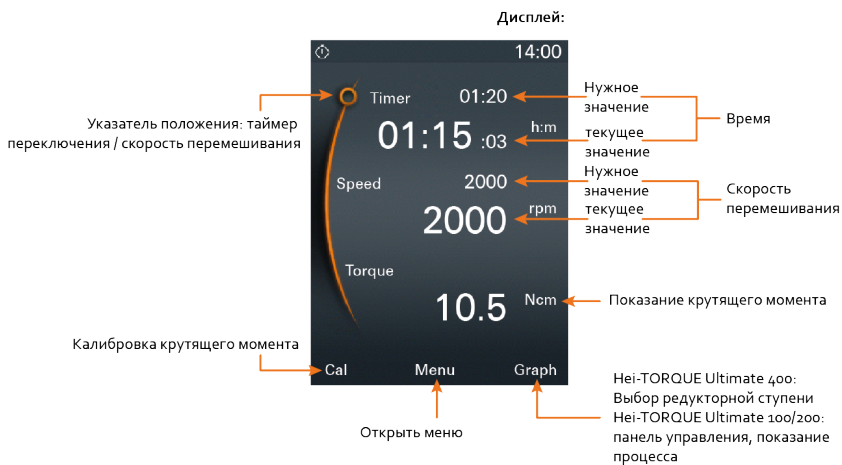 Дисплей:
14:00
Timer 01:20
01:15 :03 h:m
Speed 2000
2000 rpm
Torque
10.5 Ncm
Cal Menu Graph
Указатель положения: таймер
переключения / скорость перемешивания
Калибровка крутящего момента
Открыть меню
Нужное
значение
текущее
значение
Время
Нужное
значение
текущее
значение
Скорость
перемешивания
Показание крутящего момента
Hei-TORQUE Ultimate 400:
Выбор редукторной ступени
Hei-TORQUE Ultimate 100/200:
панель управления, показание
процесса